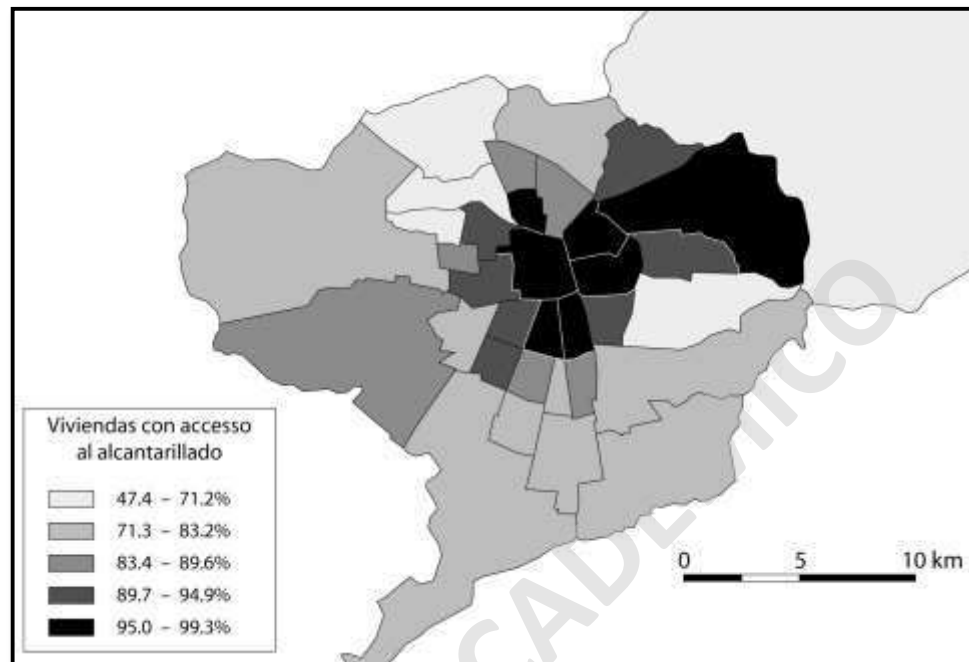 Viviendas con accesso
al alcantarillado
47.4 – 71.2%
71.3 – 83.2%
83.4 – 89.6%
89.7 – 94.9%
95.0 – 99.3%
0 5 10 km
CADÉMICO